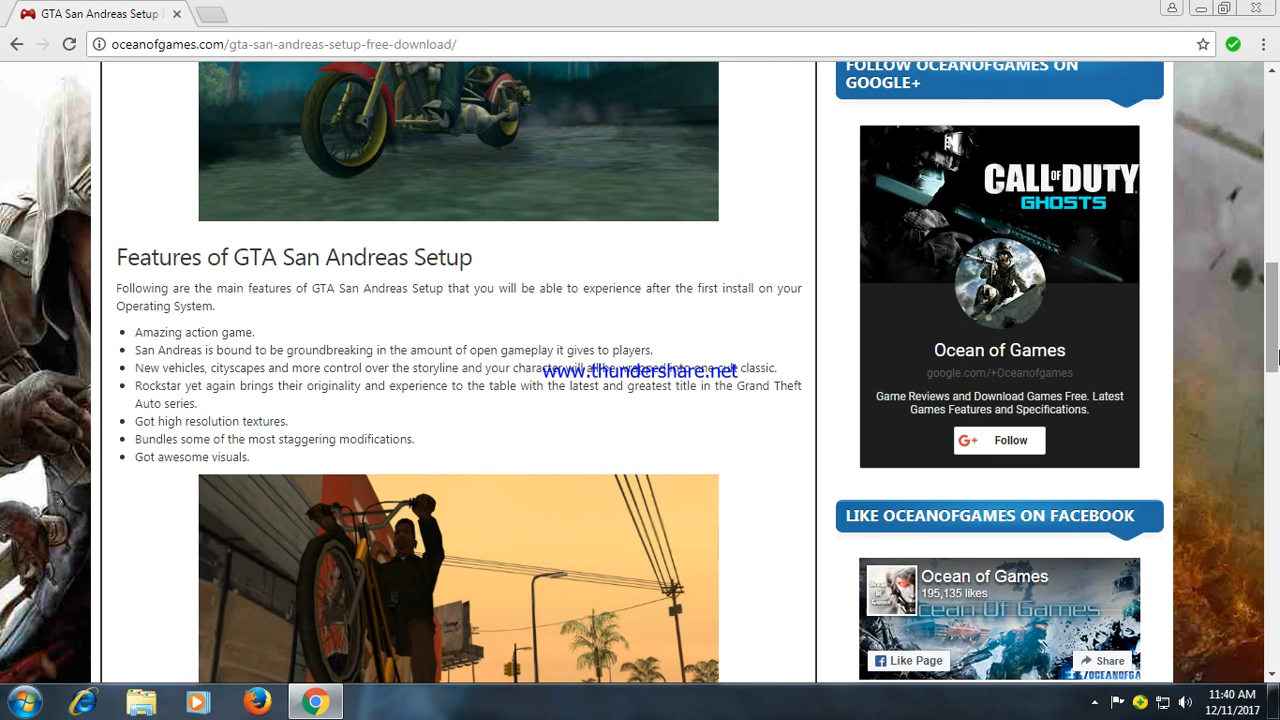 GTA San Andreas Setup
oceanofgames.com/gta-san-andreas-setup-free-download/
Features of GTA San Andreas Setup
Following are the main features of GTA San Andreas Setup that you will be able to experience after the first install on your
Operating System.
Amazing action game.
San Andreas is bound to be groundbreaking in the amount of open gameplay it gives to players.
New vehicles, cityscapes and more control over the storyline and your character will all be wrapped into one cult classic.
www.thundershare.net
Rockstar yet again brings their originality and experience to the table with the latest and greatest title in the Grand Theft
Auto series.
Got high resolution textures.
Bundles some of the most staggering modifications.
Got awesome visuals.
FOLLOW OCEANOFGAMES ON
GOOGLE+
CALL OF DUTY
GHOSTS
Ocean of Games
google.com/+Oceanofgames
Game Reviews and Download Games Free. Latest
Games Features and Specifications.
G+ Follow
LIKE OCEANOFGAMES ON FACEBOOK
Ocean of Games
195,135 likes
Like Page
Share
11:40 AM
12/11/2017